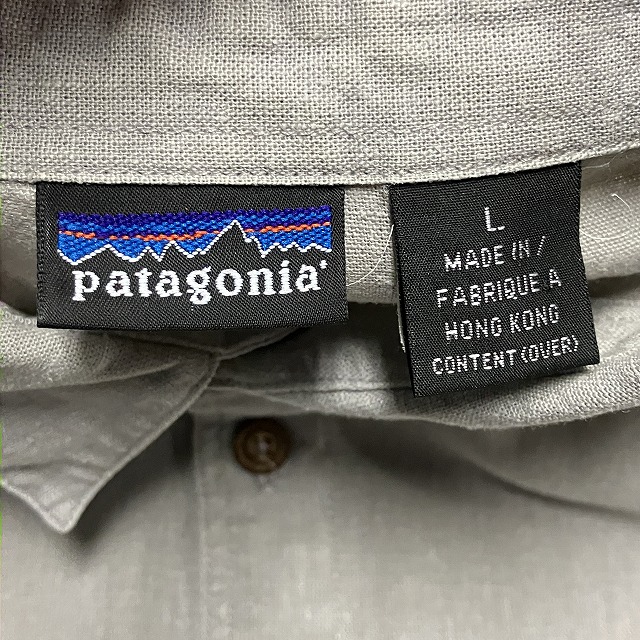 patagonia®
L
MADE IN /
FABRIQUE A
HONG KONG
CONTENT (OVER)